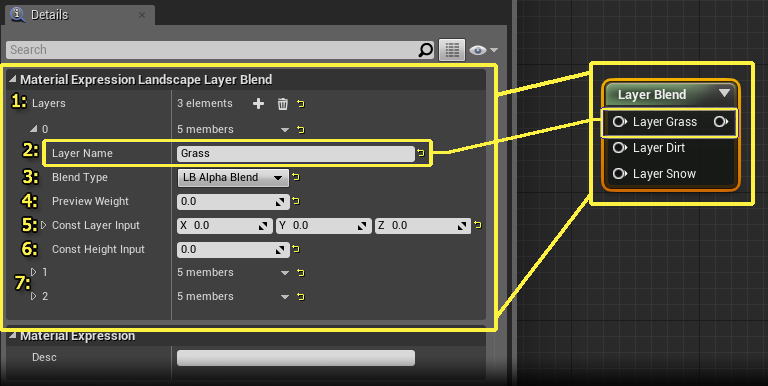 Details
Search
Material Expression Landscape Layer Blend
1: Layers 3 elements
0 5 members
2: Layer Name Grass
3: Blend Type LB Alpha Blend
4: Preview Weight 0.0
5: Const Layer Input X 0.0 Y 0.0 Z 0.0
6: Const Height Input 0.0
7: 1 5 members
2 5 members
Material Expression
Desc
Layer Blend
Layer Grass
Layer Dirt
Layer Snow